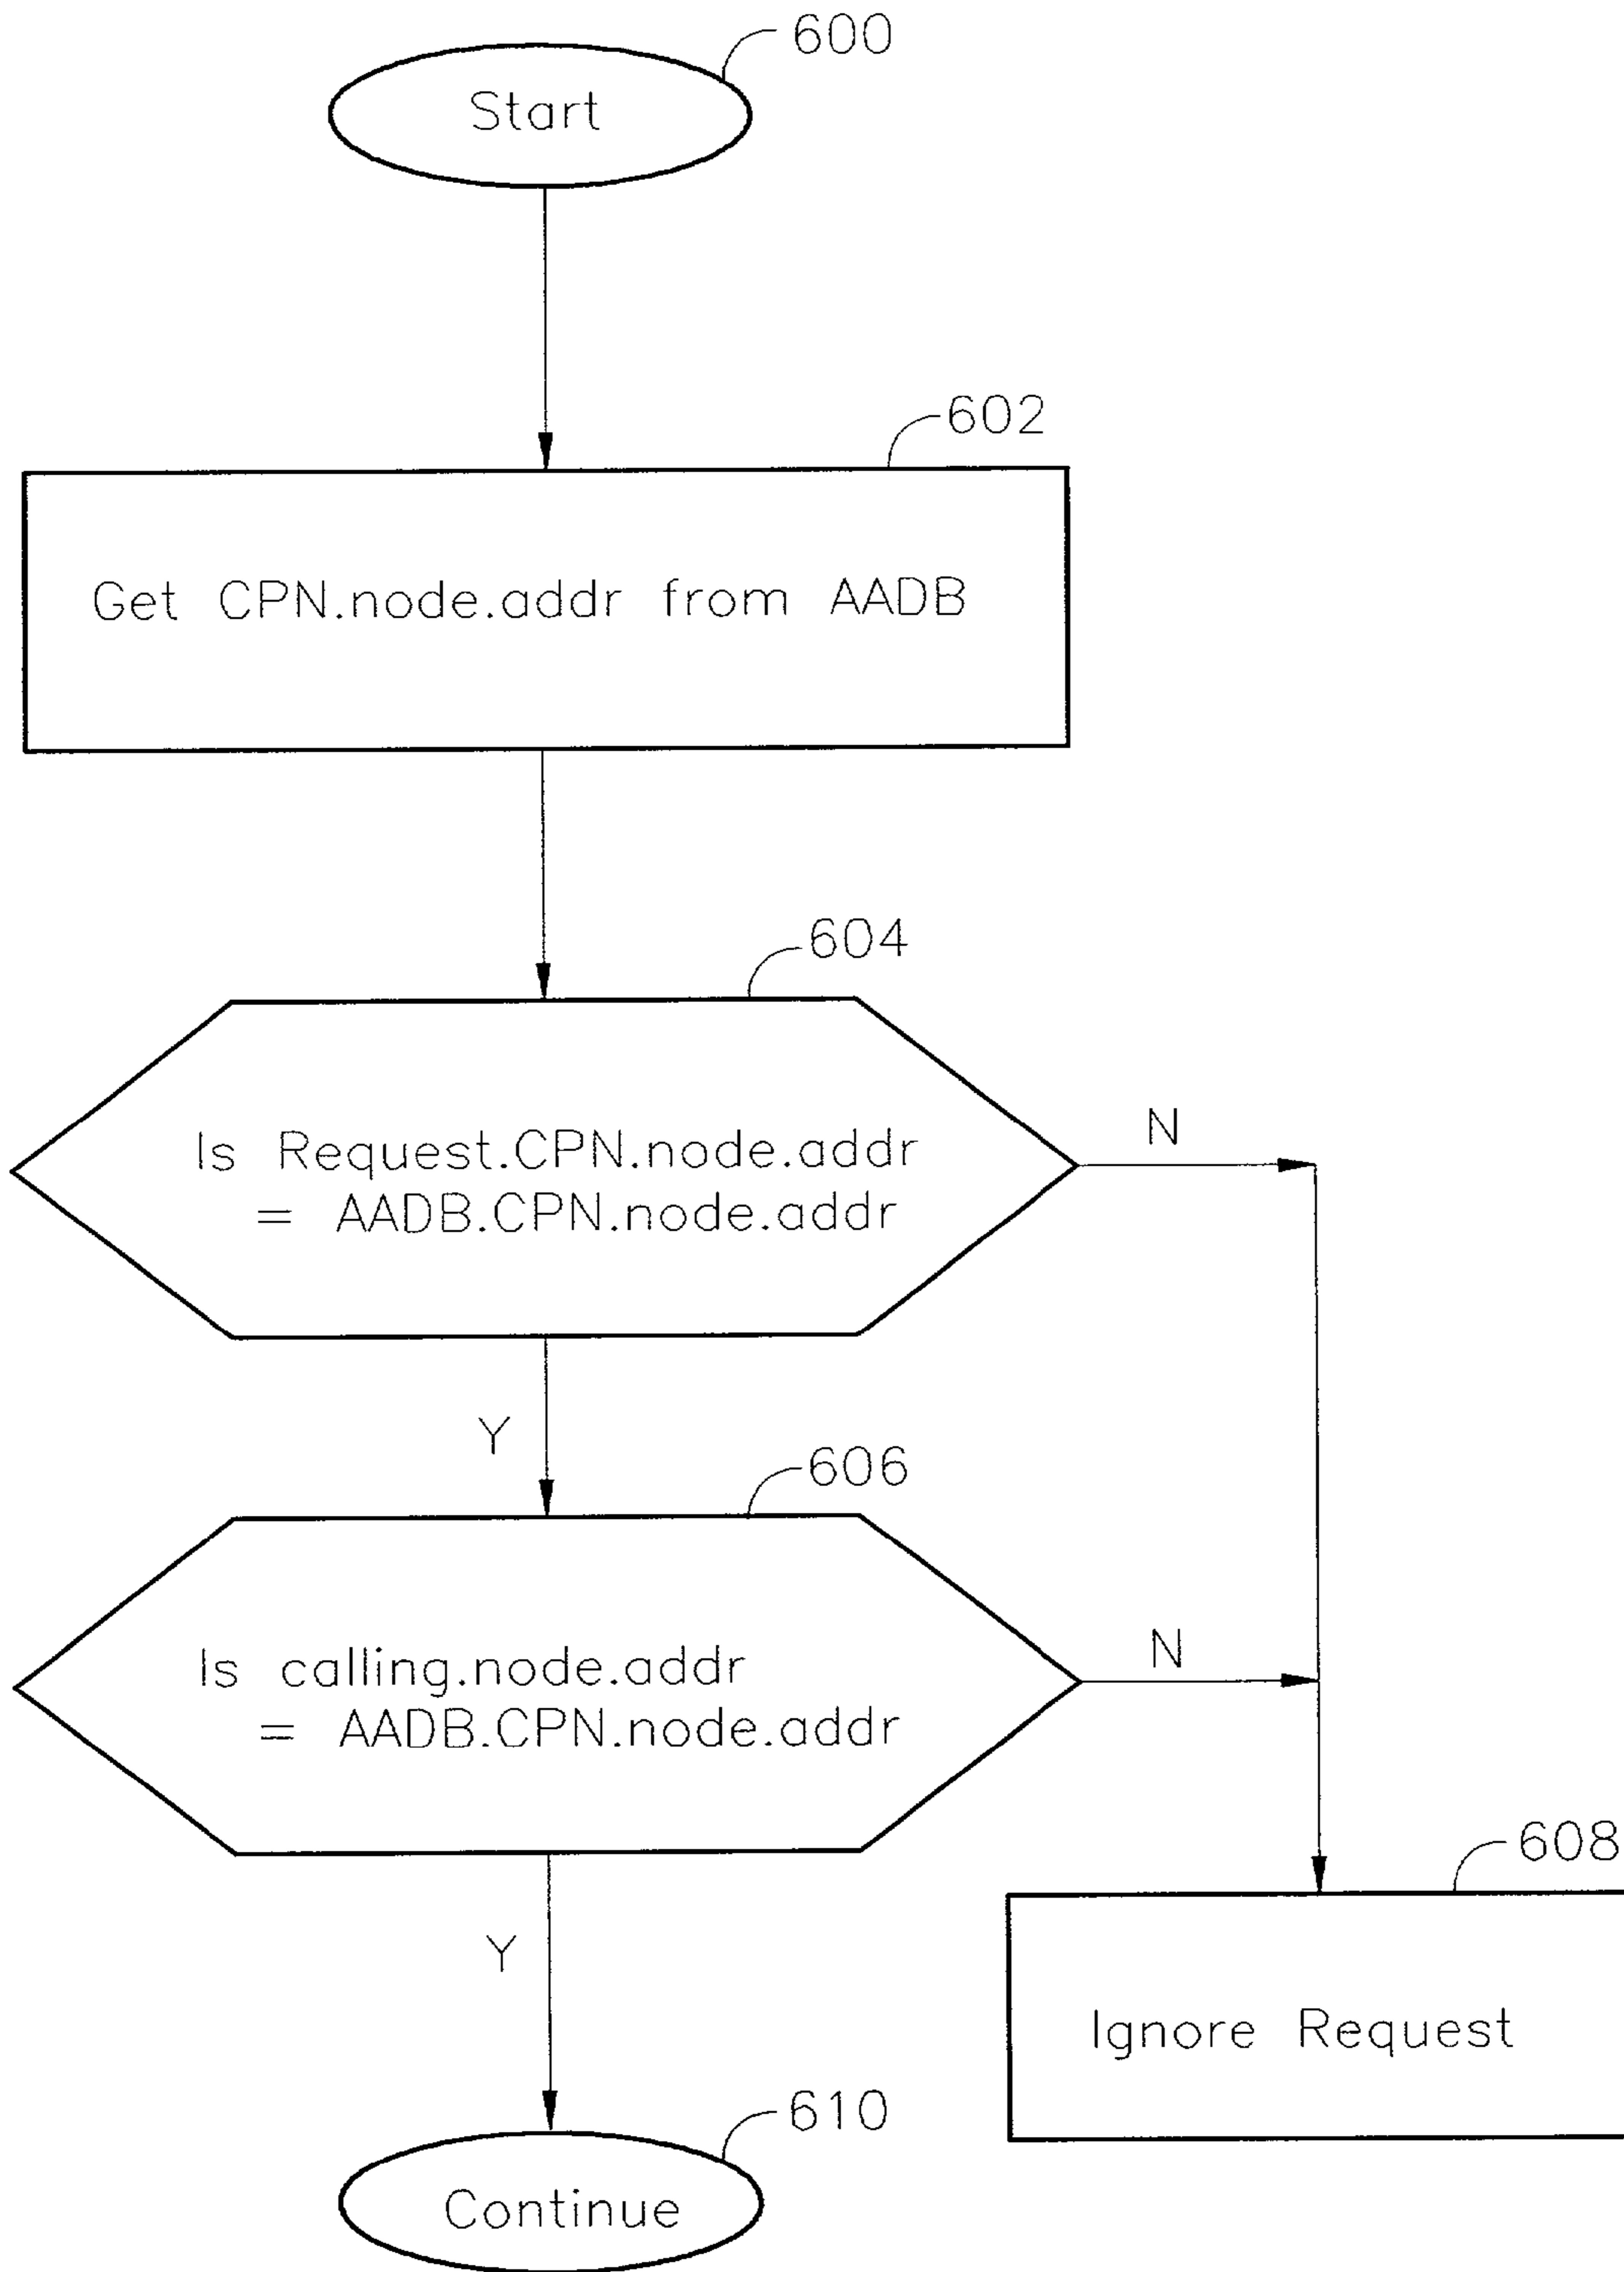 600
Start
602
Get CPN.node.addr from AADB
604
Is Request.CPN.node.addr
= AADB.CPN.node.addr
N
Y
606
Is calling.node.addr
= AADB.CPN.node.addr
N
Y
608
Ignore Request
610
Continue